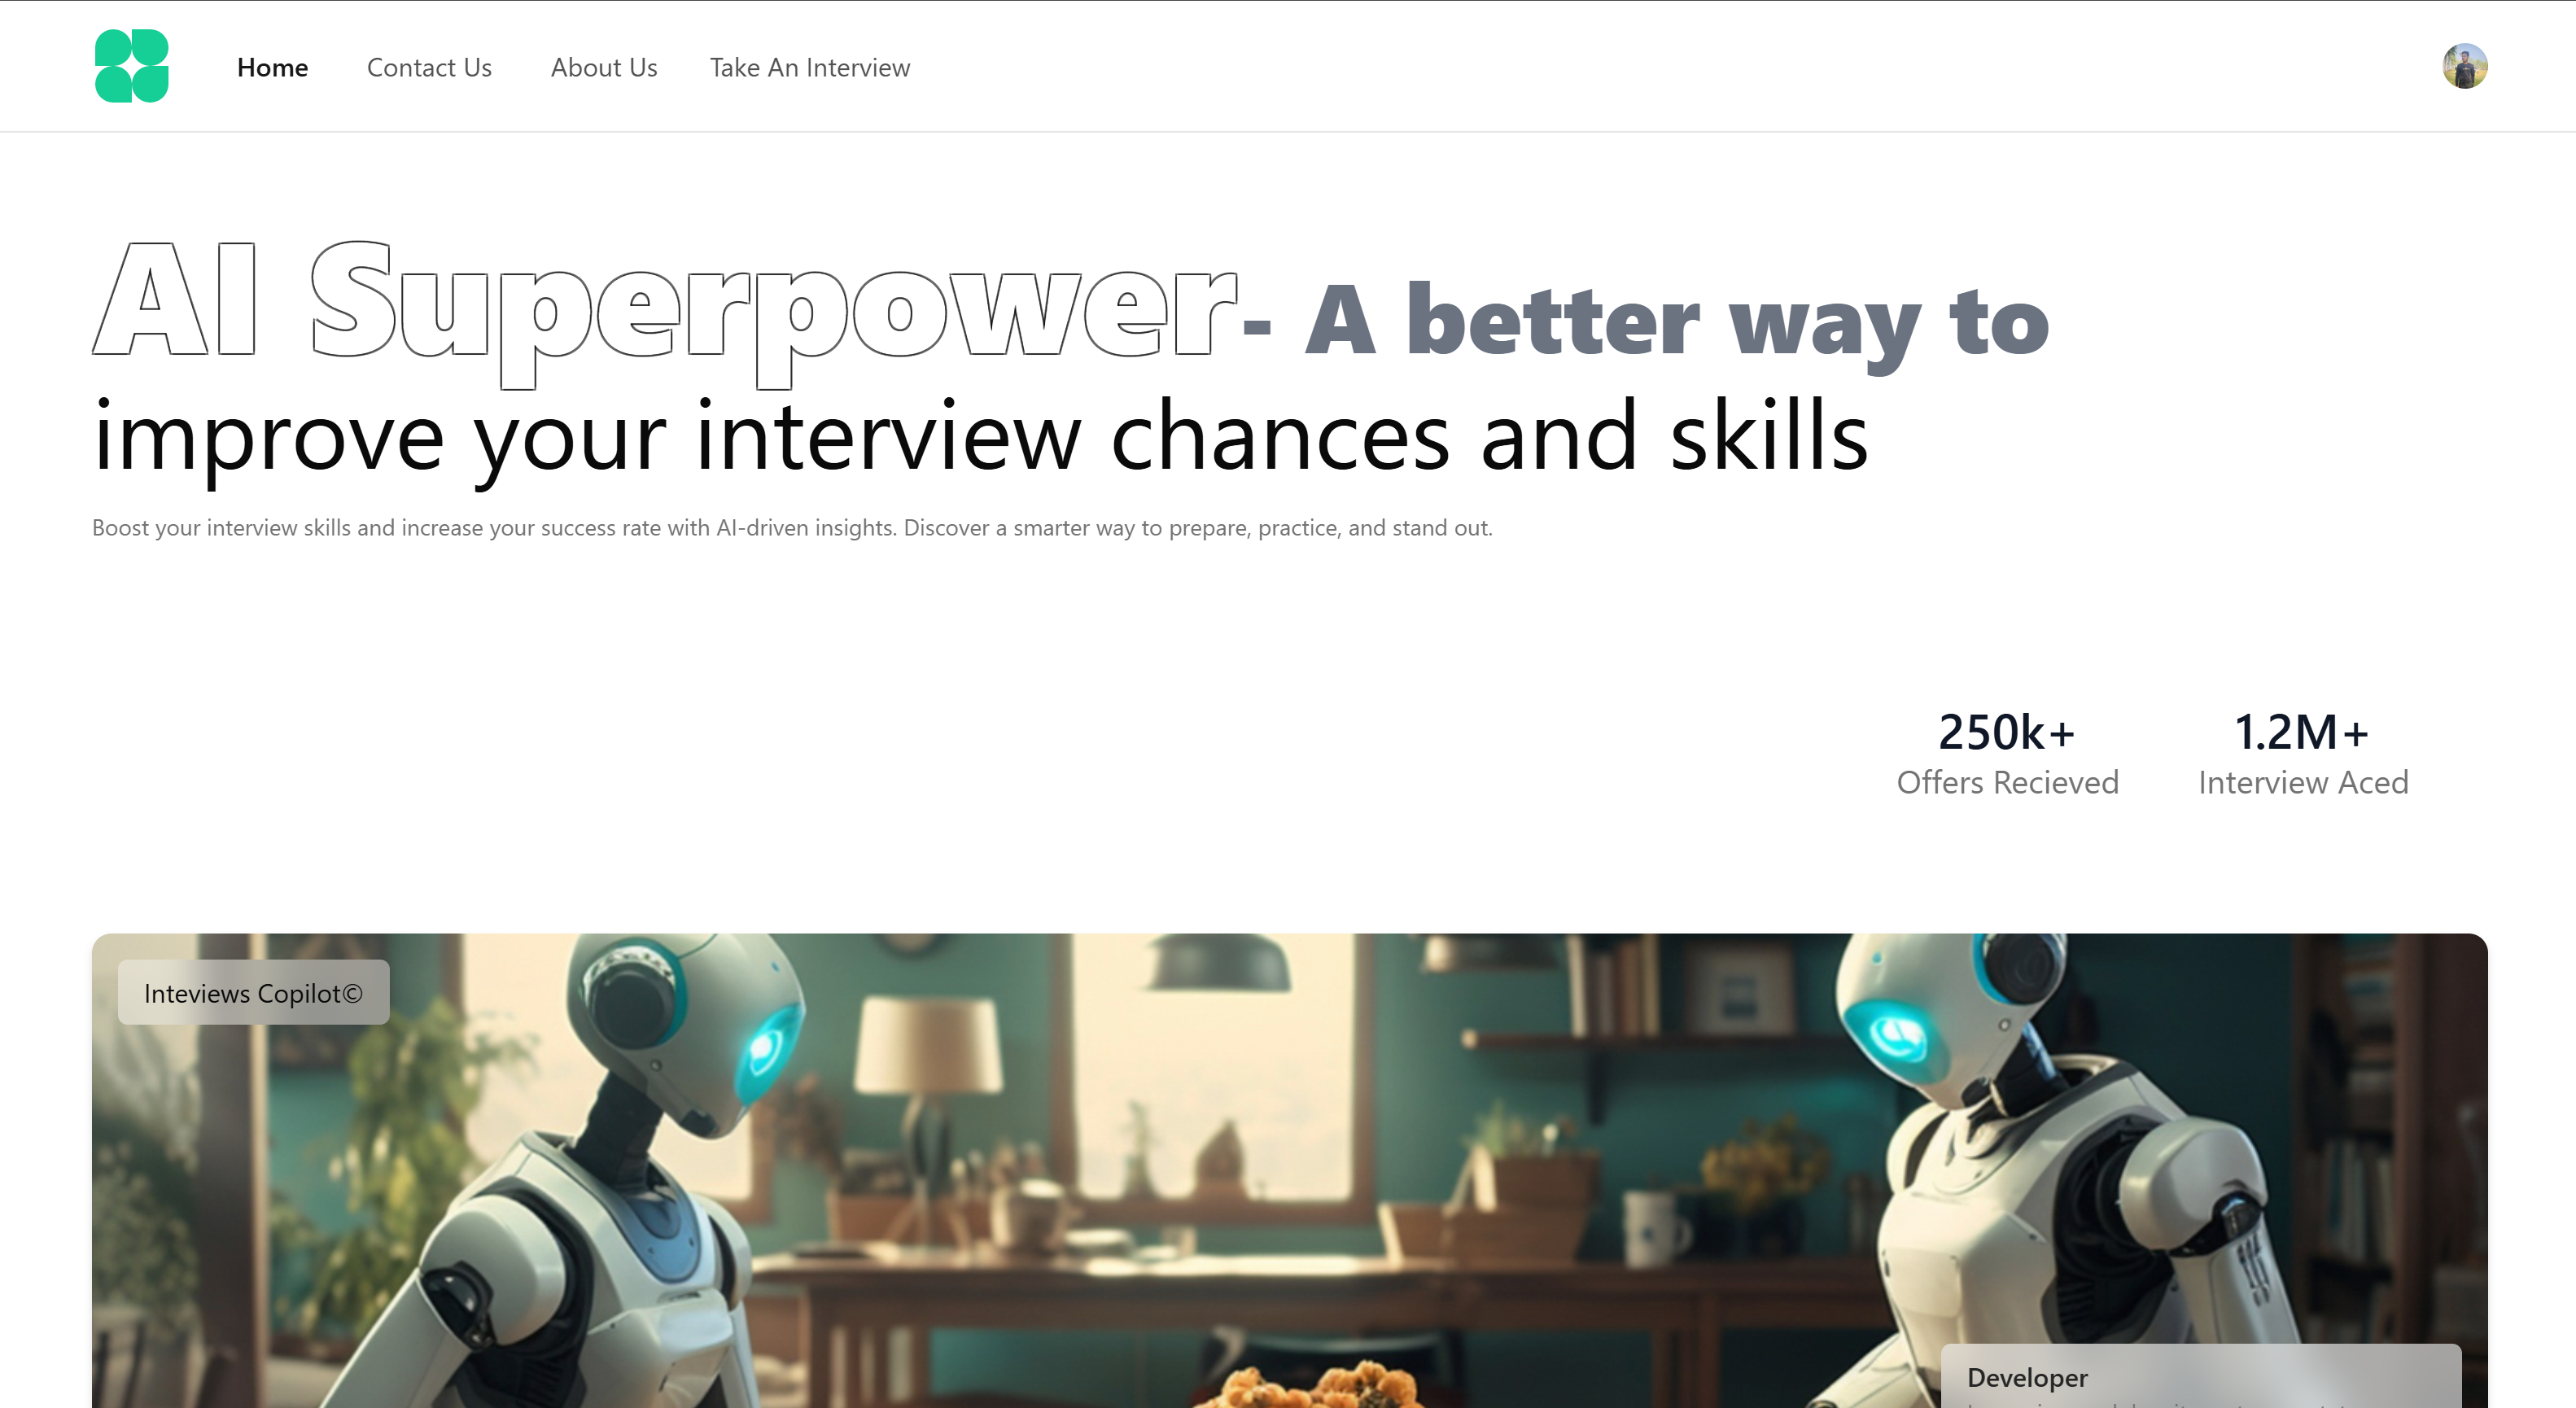 Home Contact Us About Us Take An Interview
AI Superpower - A better way to
improve your interview chances and skills
Boost your interview skills and increase your success rate with AI-driven insights. Discover a smarter way to prepare, practice, and stand out.
250k+ 1.2M+
Offers Recieved Interview Aced
Inteviews Copilot©
Developer